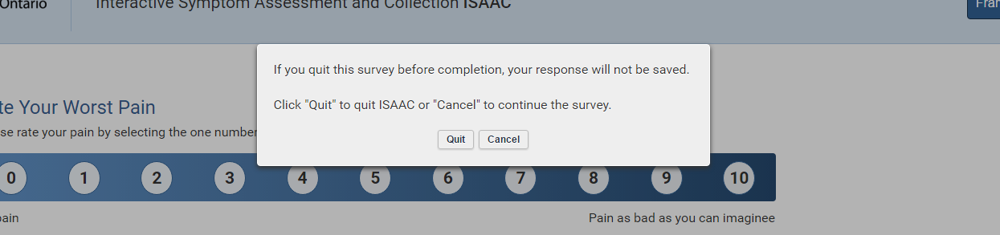 Ontario
Interactive Symptom Assessment and Collection ISAAC
Fran
If you quit this survey before completion, your response will not be saved.
Click "Quit" to quit ISAAC or "Cancel" to continue the survey.
Quit Cancel
te Your Worst Pain
se rate your pain by selecting the one number
0 1 2 3 4 5 6 7 8 9 10
pain Pain as bad as you can imaginee